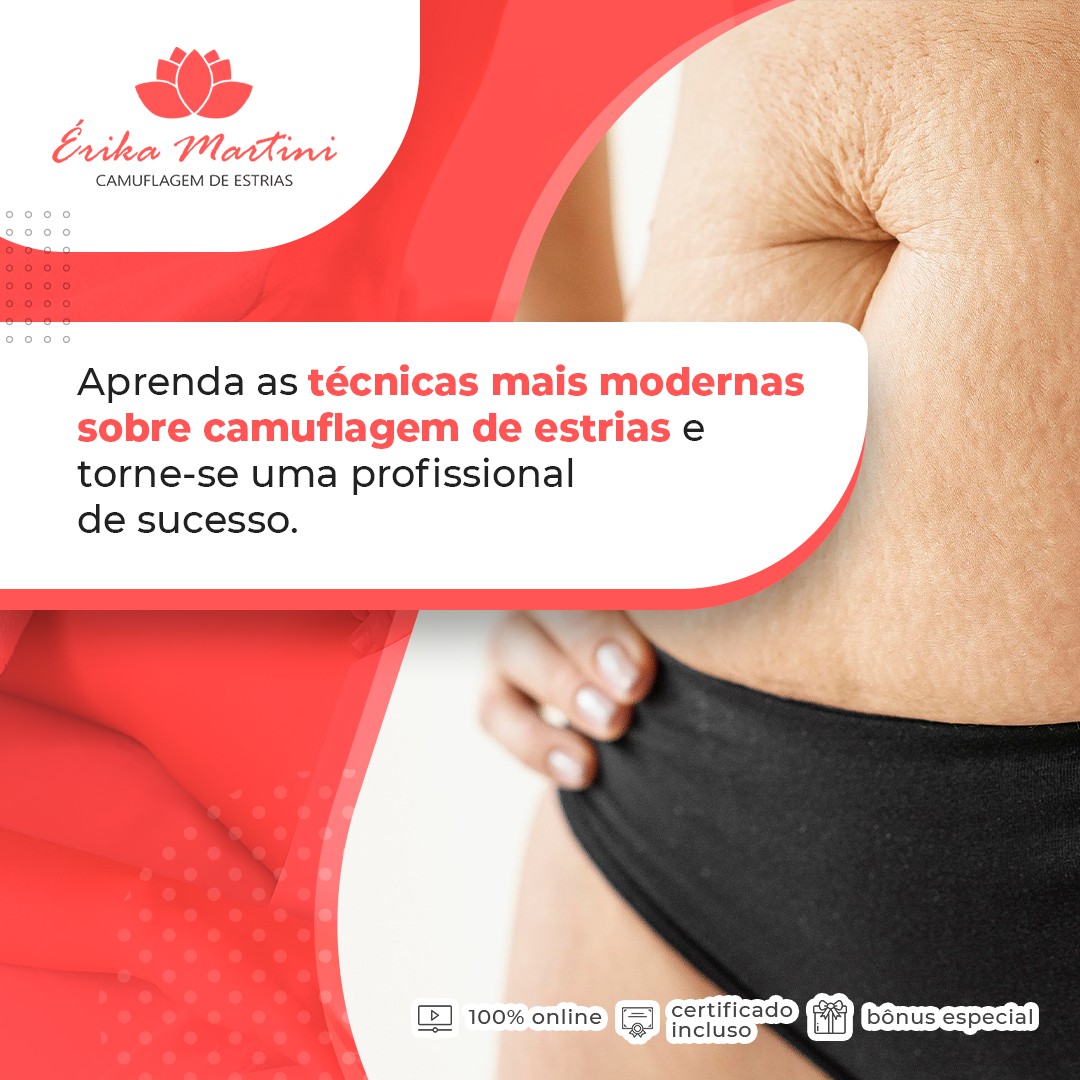 Érika Martini
CAMUFLAGEM DE ESTRIAS
Aprenda as técnicas mais modernas
sobre camuflagem de estrias e
torne-se uma profissional
de sucesso.
100% online
certificado
incluso
bônus especial